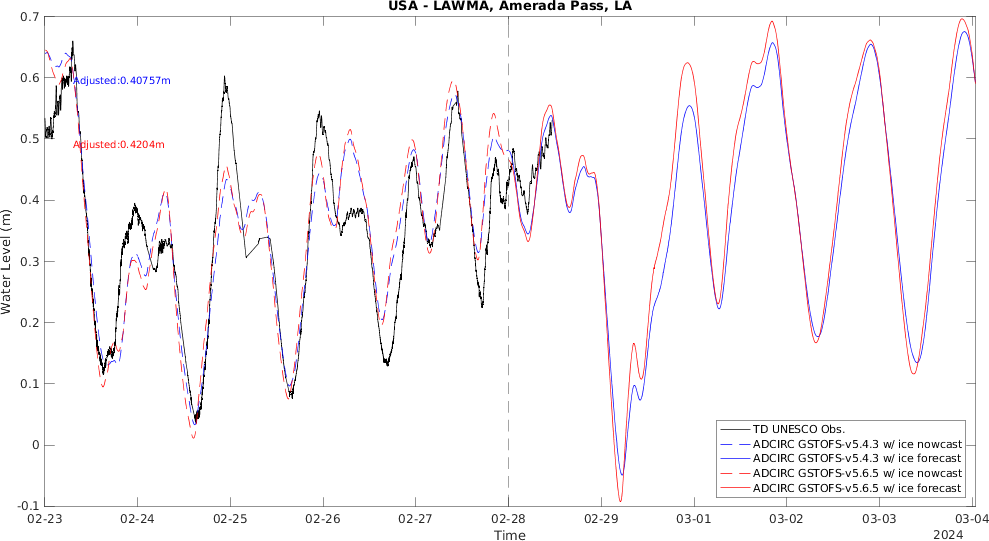 USA - LAWMA, Amerada Pass, LA
0.7
0.6
0.5
0.4
0.3
0.2
0.1
0
-0.1
Water Level (m)
Adjusted:0.40757m
Adjusted:0.4204m
TD UNESCO Obs.
ADCIRC GSTOFS-v5.4.3 w/ ice nowcast
ADCIRC GSTOFS-v5.4.3 w/ ice forecast
ADCIRC GSTOFS-v5.6.5 w/ ice nowcast
ADCIRC GSTOFS-v5.6.5 w/ ice forecast
02-23 02-24 02-25 02-26 02-27 02-28 02-29 03-01 03-02 03-03 03-04
Time
2024